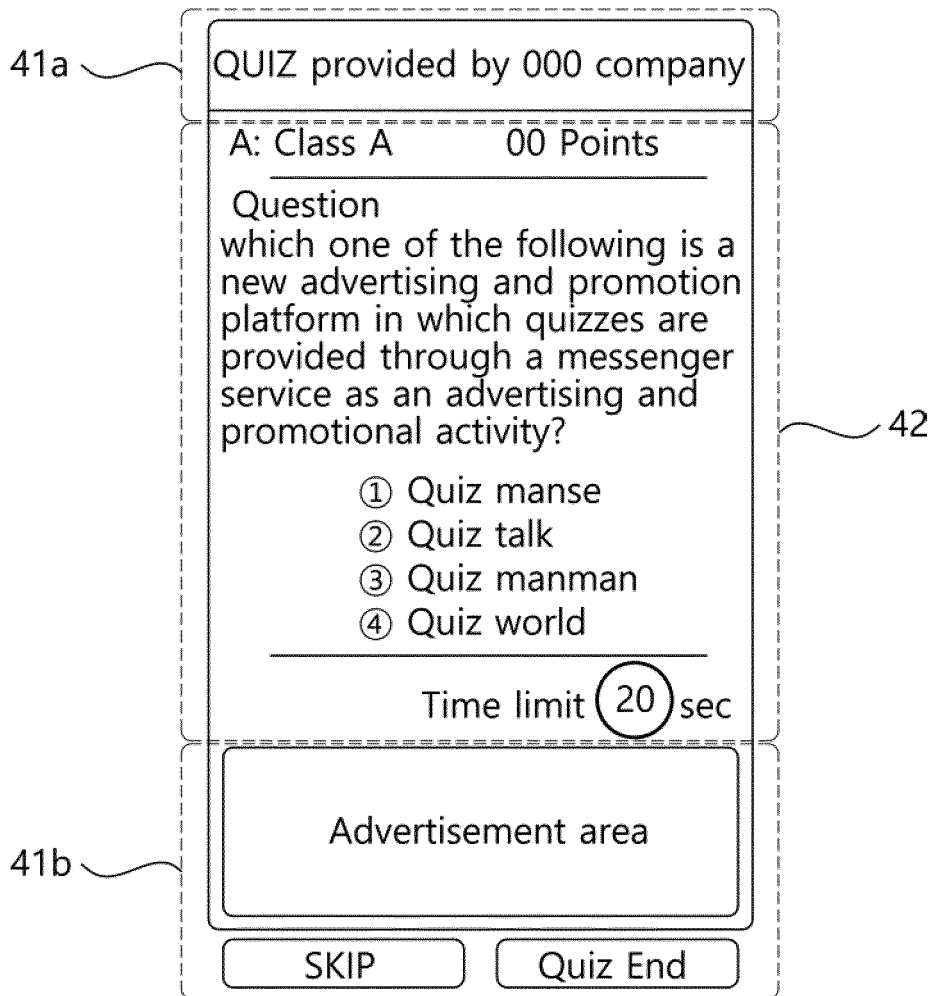 41a
QUIZ provided by 000 company
A: Class A 00 Points
Question
which one of the following is a
new advertising and promotion
platform in which quizzes are
provided through a messenger
service as an advertising and
promotional activity?
42
① Quiz manse
② Quiz talk
③ Quiz manman
④ Quiz world
Time limit 20 sec
41b
Advertisement area
SKIP Quiz End